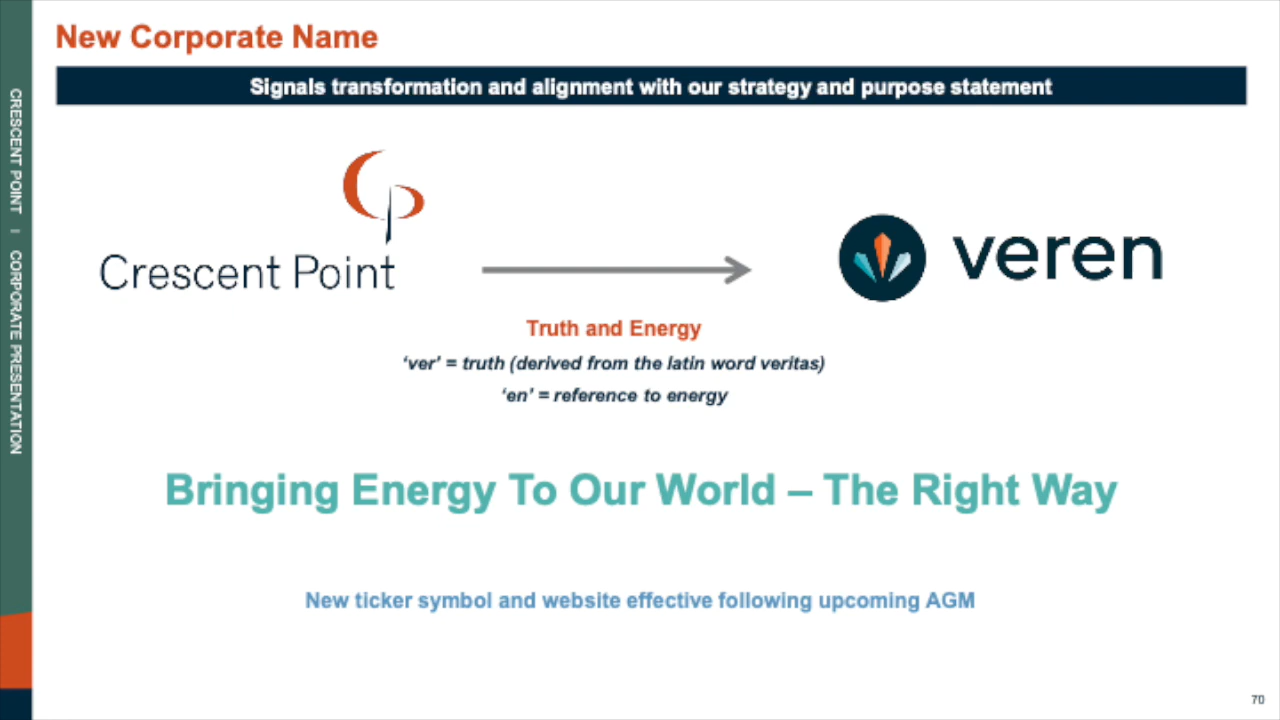 New Corporate Name
Signals transformation and alignment with our strategy and purpose statement
CRESCENT POINT I CORPORATE PRESENTATION
Crescent Point
veren
Truth and Energy
‘ver’ = truth (derived from the latin word veritas)
‘en’ = reference to energy
Bringing Energy To Our World – The Right Way
New ticker symbol and website effective following upcoming AGM
70